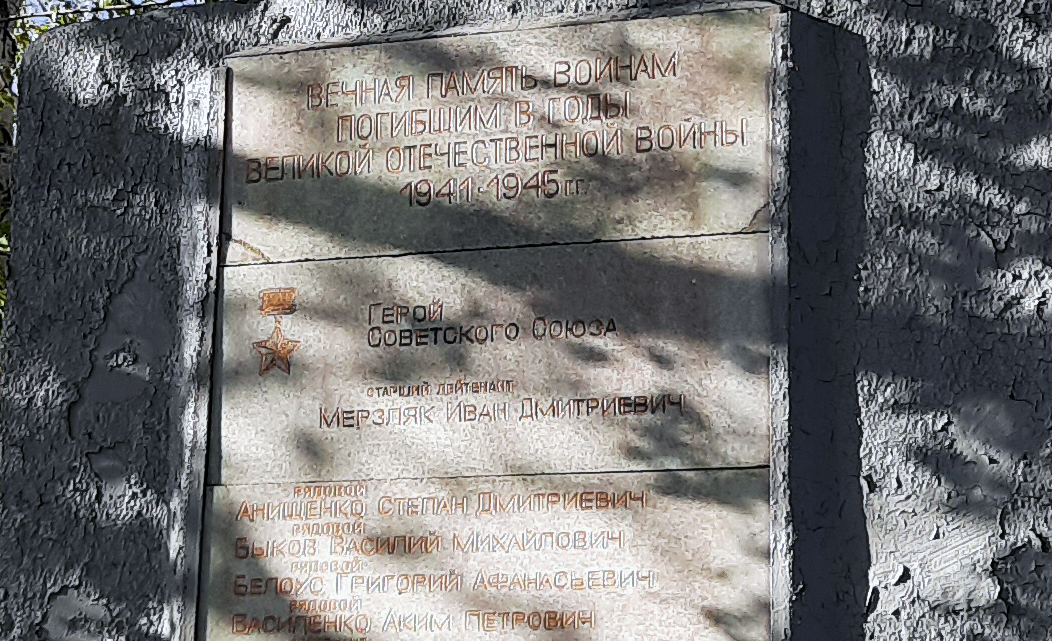 ВЕЧНАЯ ПАМЯТЬ ВОИНАМ
ПОГИБШИМ В ГОДЫ
ВЕЛИКОЙ ОТЕЧЕСТВЕННОЙ ВОЙНЫ
1941-1945 гг.
ГЕРОЙ
СОВЕТСКОГО СОЮЗА
СТАРШИЙ ЛЕЙТЕНАНТ
МЕРЗЛЯК ИВАН ДМИТРИЕВИЧ
РЯДОВОЙ
АНИЩЕНКО СТЕПАН ДМИТРИЕВИЧ
РЯДОВОЙ
БЫКОВ ВАСИЛИЙ МИХАЙЛОВИЧ
РЯДОВОЙ
БЕЛОУС ГРИГОРИЙ АФАНАСЬЕВИЧ
РЯДОВОЙ
ВАСИЛЕНКО АКИМ ПЕТРОВИЧ